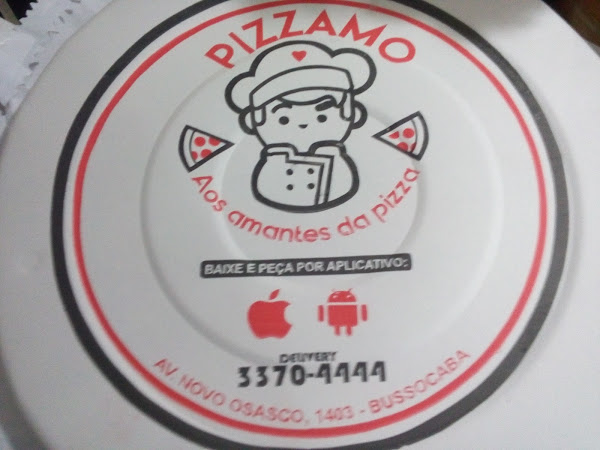 PIZZAMO
Aos amantes da pizza
BAIXE E PEÇA POR APLICATIVO:
DELIVERY
3370-4444
AV. NOVO OSASCO, 1403 - BUSSOCABA